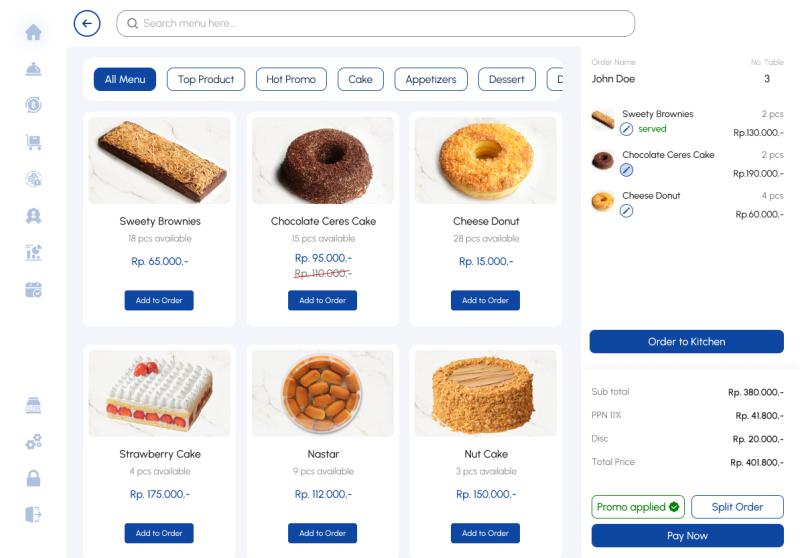 Search menu here...
All Menu
Top Product
Hot Promo
Cake
Appetizers
Dessert
D
Sweety Brownies
18 pcs available
Rp. 65.000,-
Add to Order
Chocolate Ceres Cake
15 pcs available
Rp. 95.000,-
Rp. 110.000,-
Add to Order
Cheese Donut
28 pcs available
Rp. 15.000,-
Add to Order
Strawberry Cake
4 pcs available
Rp. 175.000,-
Add to Order
Nastar
9 pcs available
Rp. 112.000,-
Add to Order
Nut Cake
3 pcs available
Rp. 150.000,-
Add to Order
Order Name
No. Table
John Doe
3
Sweety Brownies
2 pcs
served
Rp.130.000,-
Chocolate Ceres Cake
2 pcs
Rp.190.000,-
Cheese Donut
4 pcs
Rp.60.000,-
Order to Kitchen
Sub total
Rp. 380.000,-
PPN 11%
Rp. 41.800,-
Disc
Rp. 20.000,-
Total Price
Rp. 401.800,-
Promo applied
Split Order
Pay Now